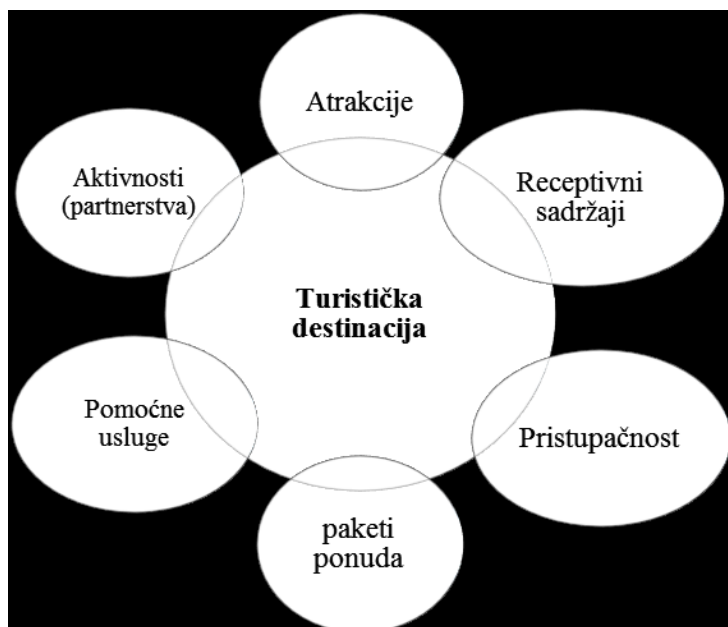 Atrakcije
Aktivnosti
(partnerstva)
Receptivni
sadržaji
Turistička
destinacija
Pomoćne
usluge
Pristupačnost
paketi
ponuda